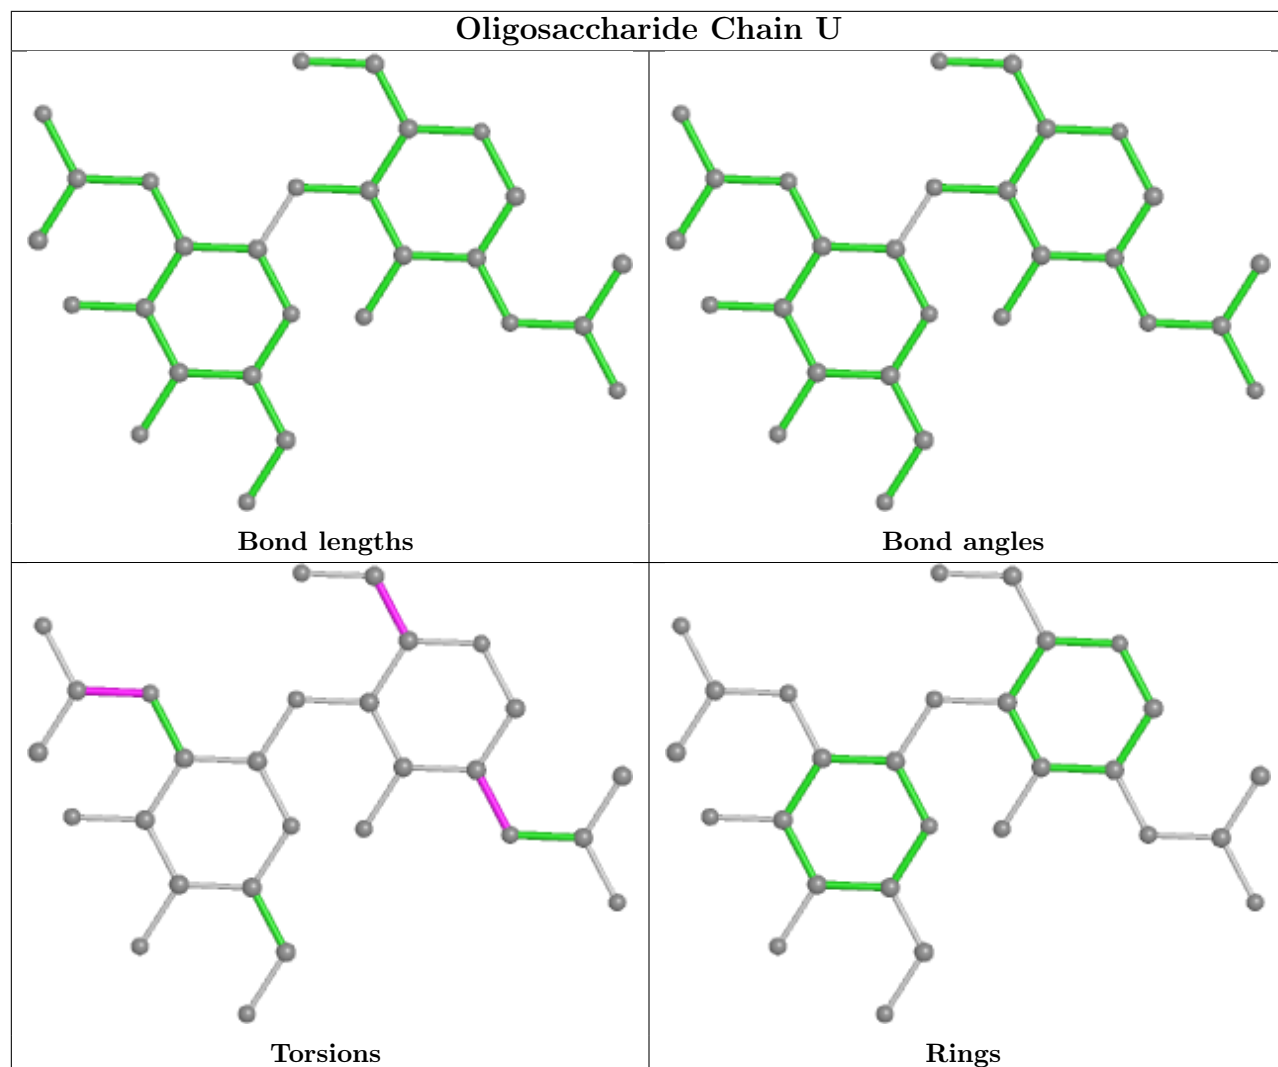 Oligosaccharide Chain U
Bond lengths
Bond angles
Torsions
Rings